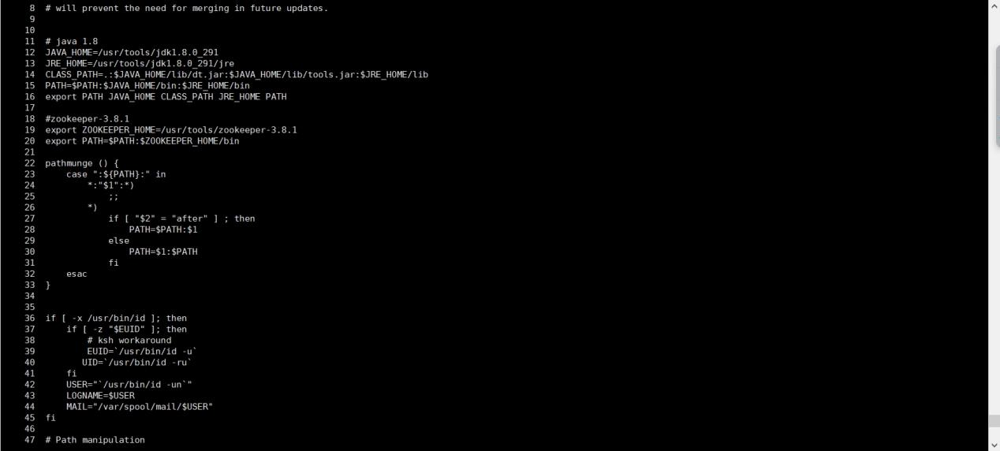 8 # will prevent the need for merging in future updates.
9
10
11 # java 1.8
12 JAVA_HOME=/usr/tools/jdk1.8.0_291
13 JRE_HOME=/usr/tools/jdk1.8.0_291/jre
14 CLASS_PATH=.:$JAVA_HOME/lib/dt.jar:$JAVA_HOME/lib/tools.jar:$JRE_HOME/lib
15 PATH=$PATH:$JAVA_HOME/bin:$JRE_HOME/bin
16 export PATH JAVA_HOME CLASS_PATH JRE_HOME PATH
17
18 #zookeeper-3.8.1
19 export ZOOKEEPER_HOME=/usr/tools/zookeeper-3.8.1
20 export PATH=$PATH:$ZOOKEEPER_HOME/bin
21
22 pathmunge () {
23     case ":${PATH}:" in
24         *:"$1":*)
25             ;;
26         *)
27             if [ "$2" = "after" ] ; then
28                 PATH=$PATH:$1
29             else
30                 PATH=$1:$PATH
31             fi
32     esac
33 }
34
35
36 if [ -x /usr/bin/id ]; then
37     if [ -z "$EUID" ]; then
38         # ksh workaround
39         EUID=`/usr/bin/id -u`
40        UID=`/usr/bin/id -ru`
41     fi
42     USER="`/usr/bin/id -un`"
43     LOGNAME=$USER
44     MAIL="/var/spool/mail/$USER"
45 fi
46
47 # Path manipulation